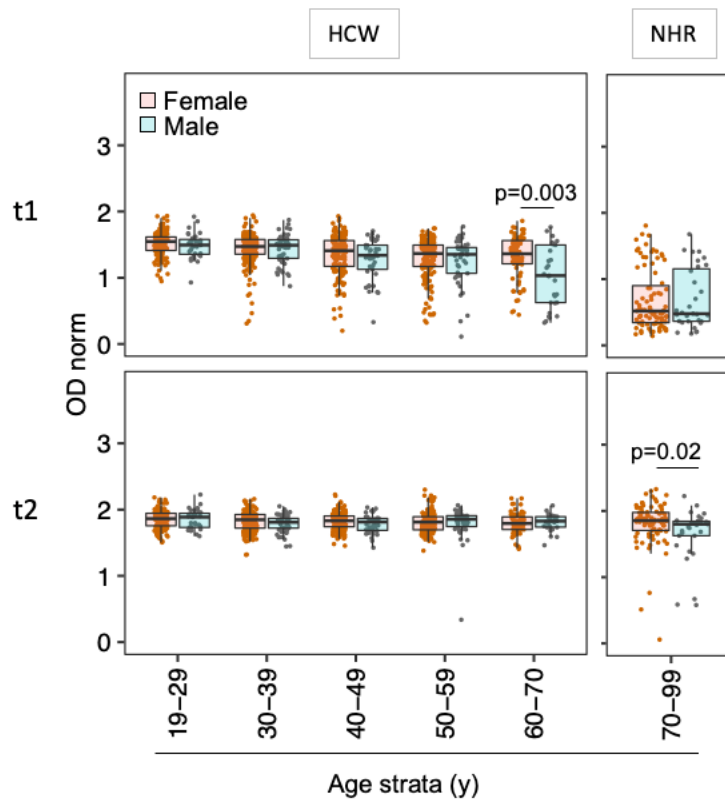 HCW
NHR
Female
Male
t1
3
2
1
0
p=0.003
OD norm
t2
3
2
1
0
p=0.02
19–29
30–39
40–49
50–59
60–70
70–99
Age strata (y)